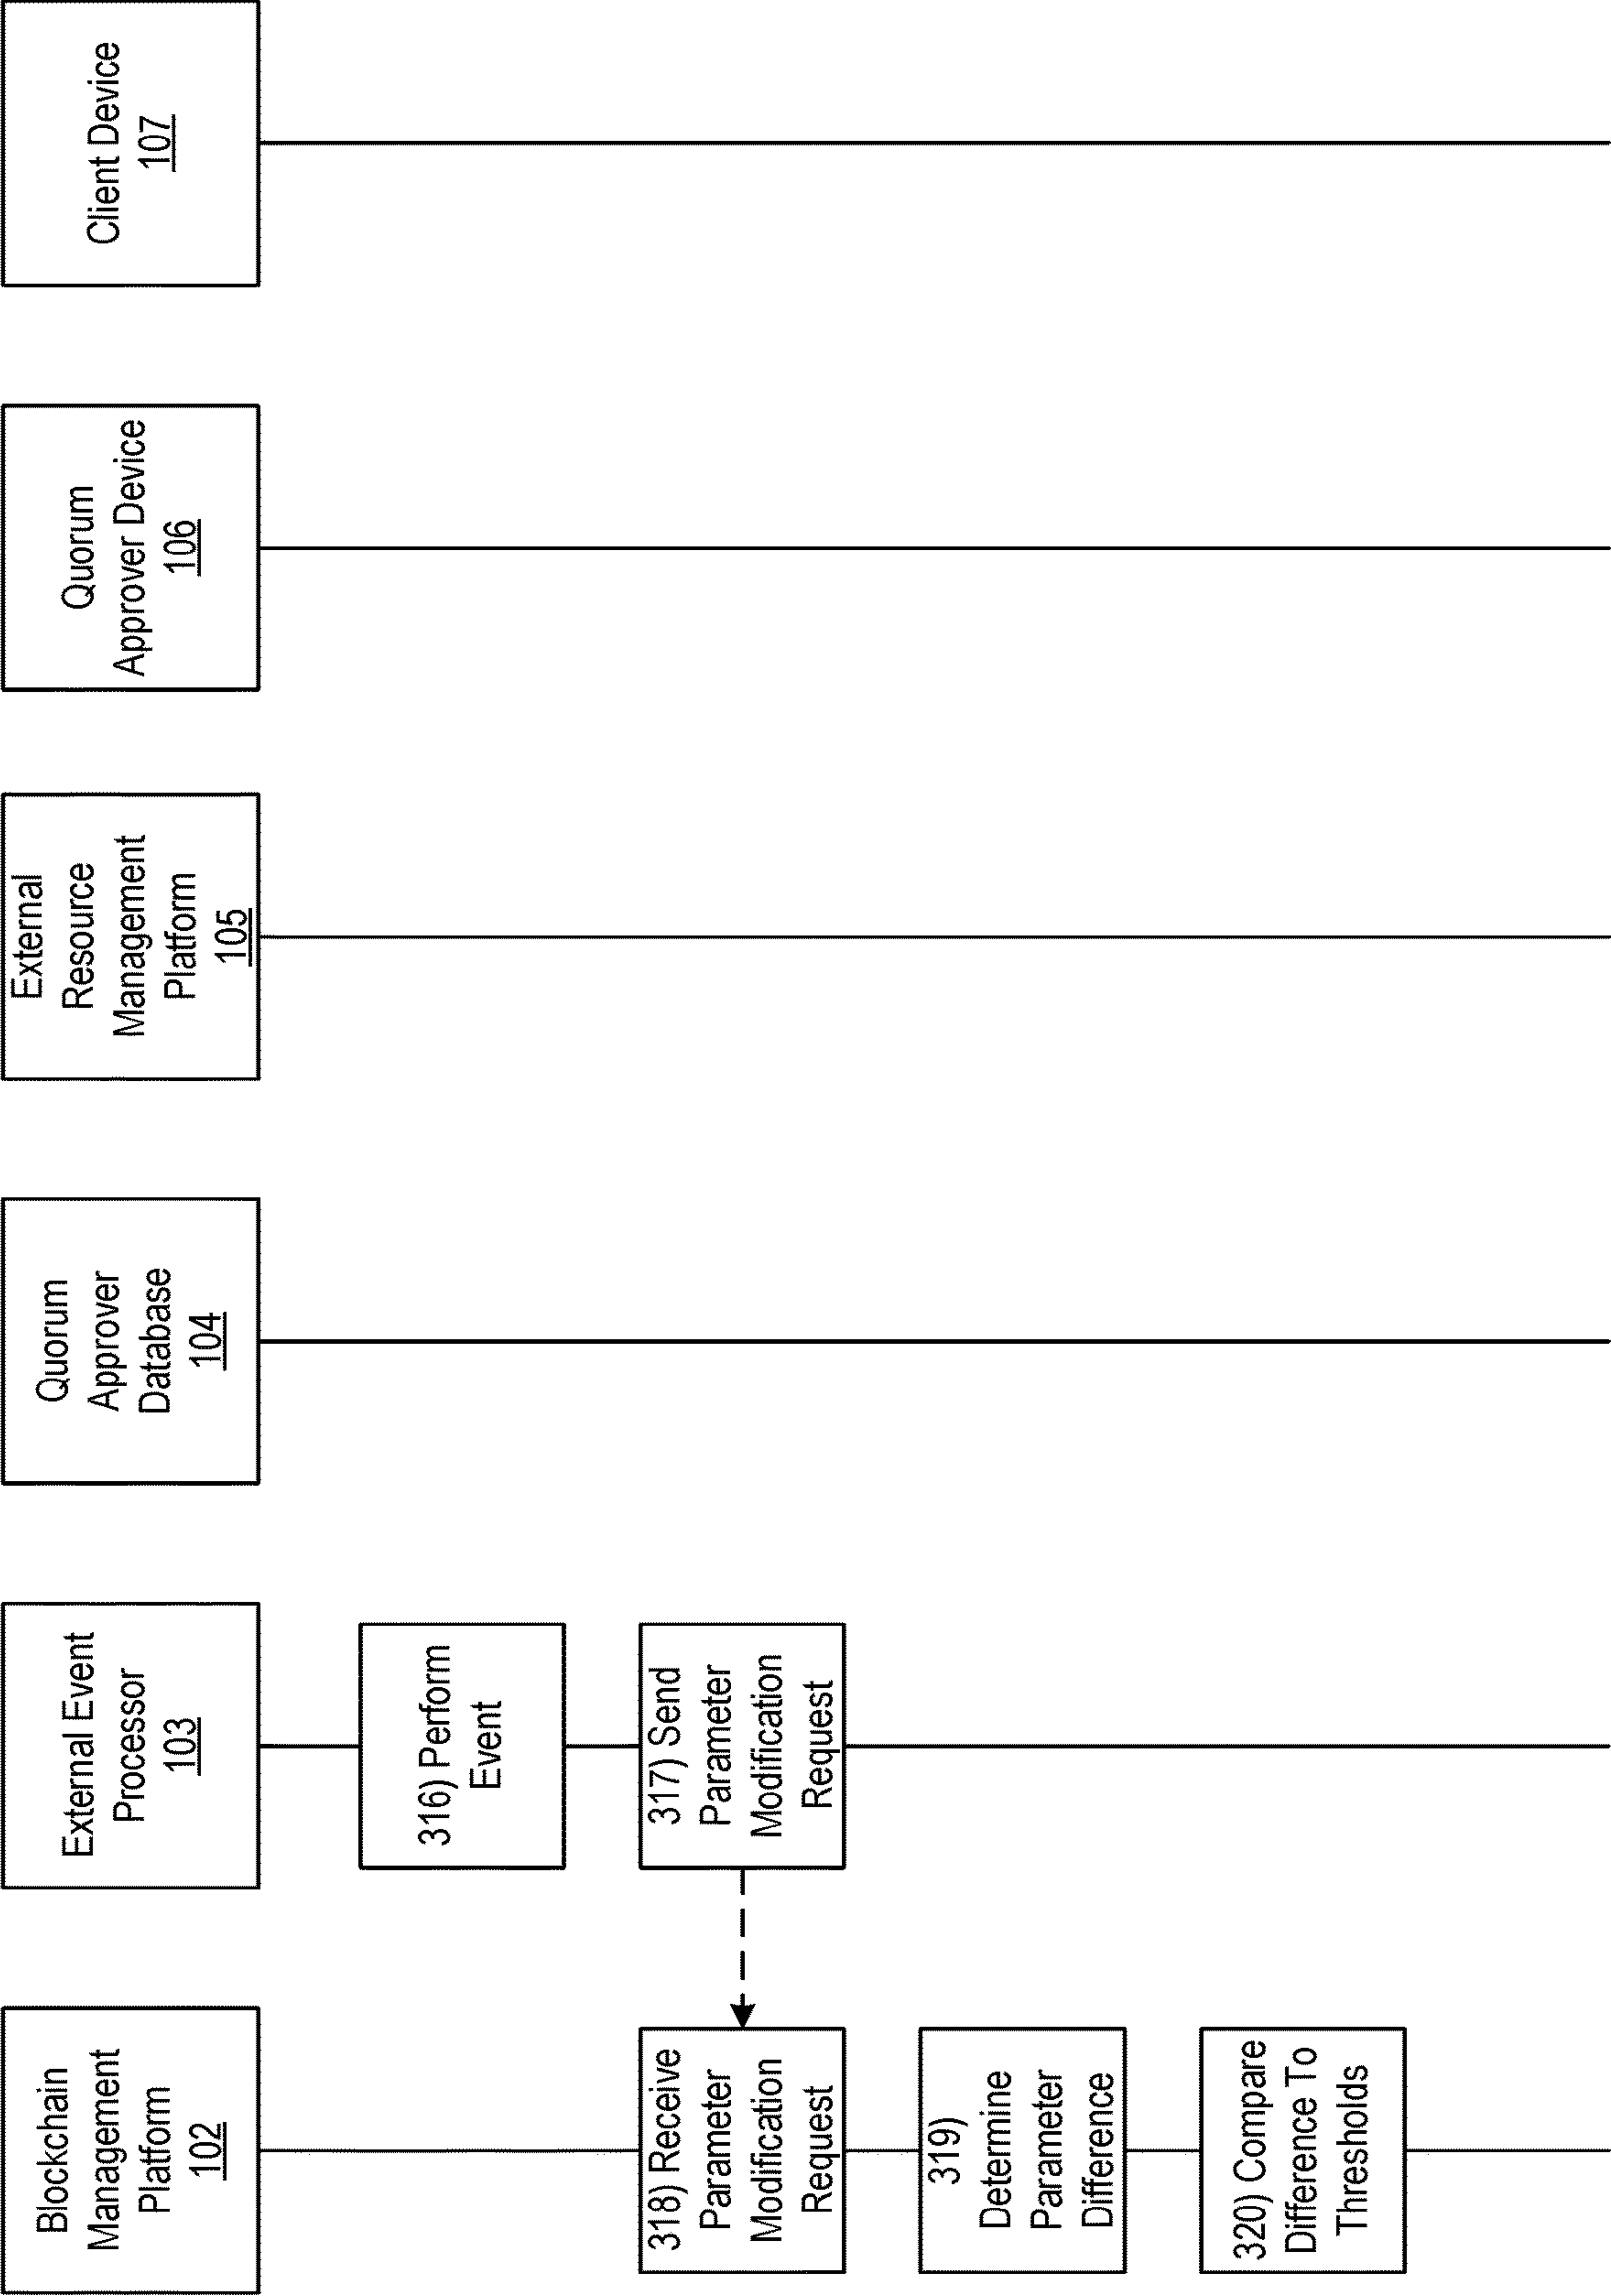 Blockchain
Management
Platform
102
External Event
Processor
103
Quorum
Approver
Database
104
External
Resource
Management
Platform
105
Quorum
Approver Device
106
Client Device
107
316) Perform
Event
317) Send
Parameter
Modification
Request
318) Receive
Parameter
Modification
Request
319)
Determine
Parameter
Difference
320) Compare
Difference To
Thresholds